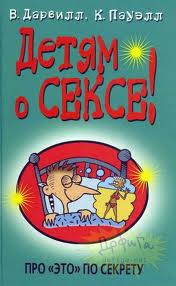 В. Дарвилл, К. Пауэлл
Детям
о СЕКСЕ!
ПРО «ЭТО» ПО СЕКРЕТУ